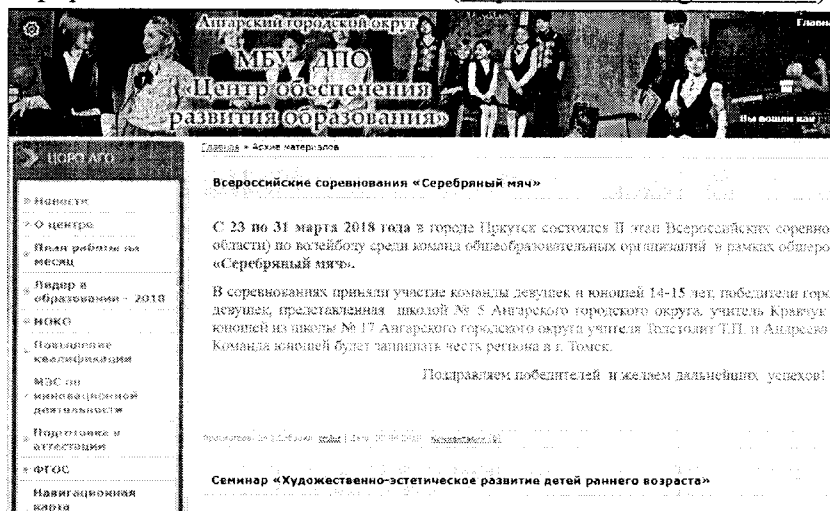 Ангарский городской округ
МБУ ДПО
«Центр обеспечения
развития образования»
Главна
Вы вошли как
ЦОРО АГО
Новости
О центре
План работы на
месяц
Лидер в
образовании - 2018
НОКО
Повышение
квалификации
МЭС по
инновационной
деятельности
Подготовка к
аттестации
ФГОС
Навигационная
карта
Главная » Архив материалов
Всероссийские соревнования «Серебряный мяч»
С 23 по 31 марта 2018 года в городе Иркутск состоялся II этап Всероссийских соревно
области) по волейболу среди команд общеобразовательных организаций в рамках общеро
«Серебряный мяч».
В соревнованиях приняли участие команды девушек и юношей 14-15 лет, победители горо
девушек, представленная школой № 5 Ангарского городского округа, учитель Кравчук
юношей из школы № 17 Ангарского городского округа учителя Толстолит Т.П. и Андреево
Команда юношей будет защищать честь региона в г. Томск.
Поздравляем победителей и желаем дальнейших успехов!
Семинар «Художественно-эстетическое развитие детей раннего возраста»